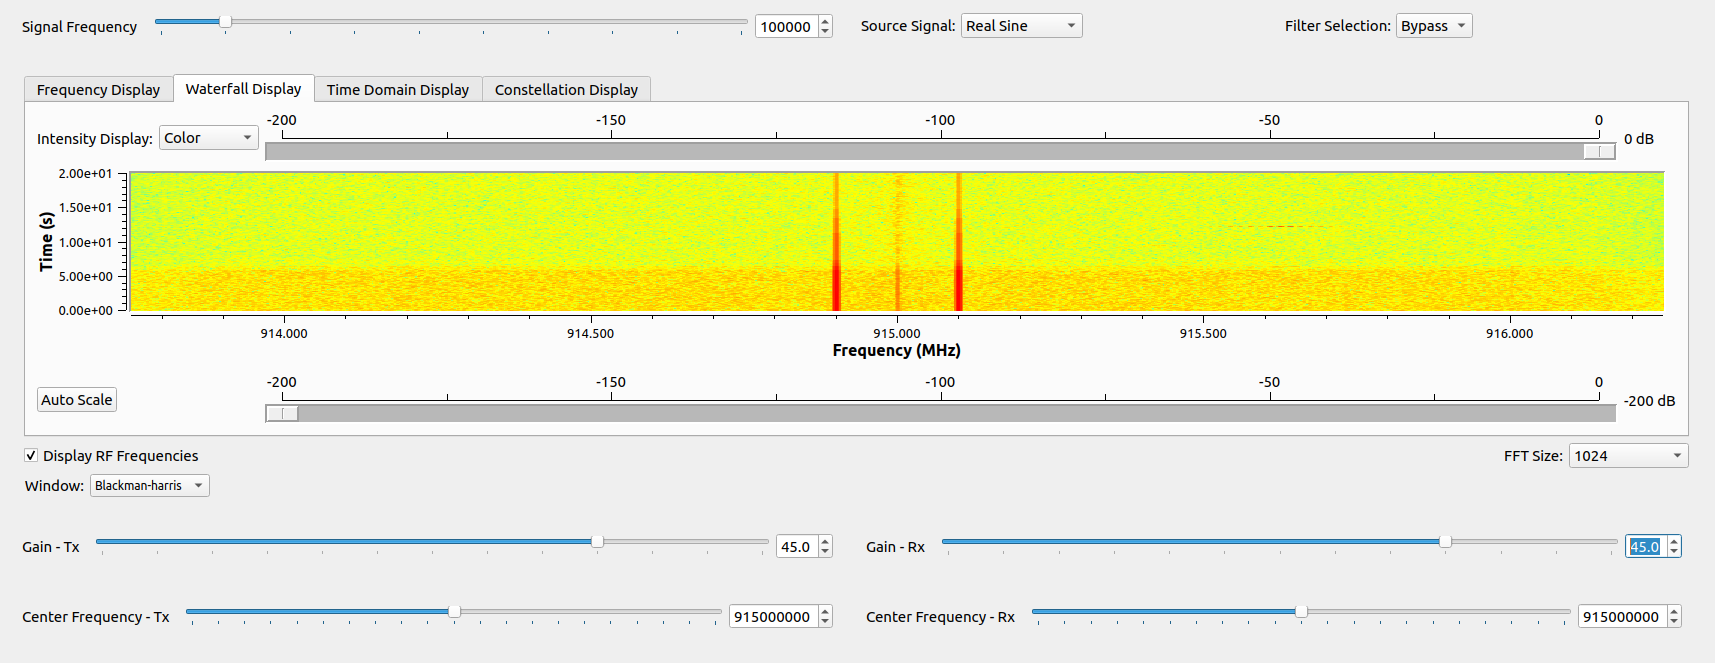 Signal Frequency 100000 Source Signal: Real Sine Filter Selection: Bypass
Frequency Display Waterfall Display Time Domain Display Constellation Display
-200 -150 -100 -50 0
Intensity Display: Color 0 dB
2.00e+01
1.50e+01
1.00e+01
5.00e+00
0.00e+00
Time (s)
914.000 914.500 915.000 915.500 916.000
Frequency (MHz)
-200 -150 -100 -50 0
Auto Scale -200 dB
Display RF Frequencies FFT Size: 1024
Window: Blackman-harris
Gain - Tx 45.0 Gain - Rx 45.0
Center Frequency - Tx 915000000 Center Frequency - Rx 915000000